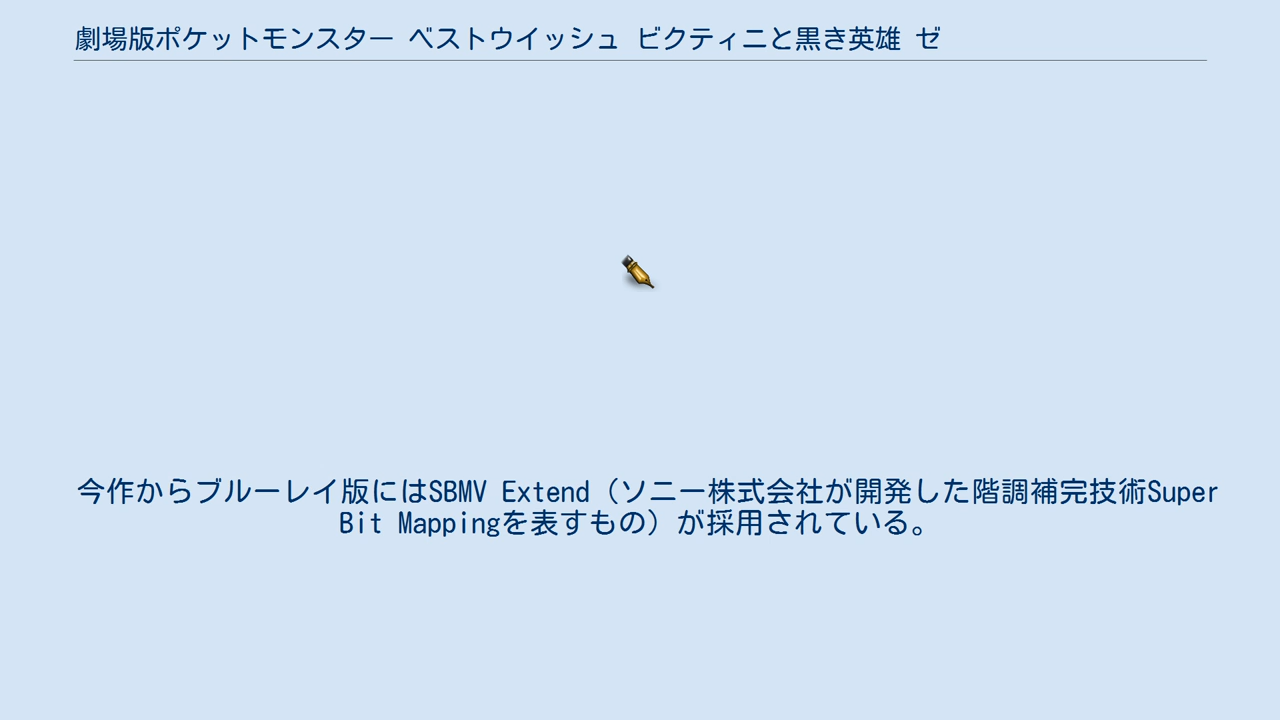 劇場版ポケットモンスター ベストウイッシュ ビクティニと黒き英雄 ゼ
今作からブルーレイ版にはSBMV Extend（ソニー株式会社が開発した階調補完技術Super
Bit Mappingを表すもの）が採用されている。